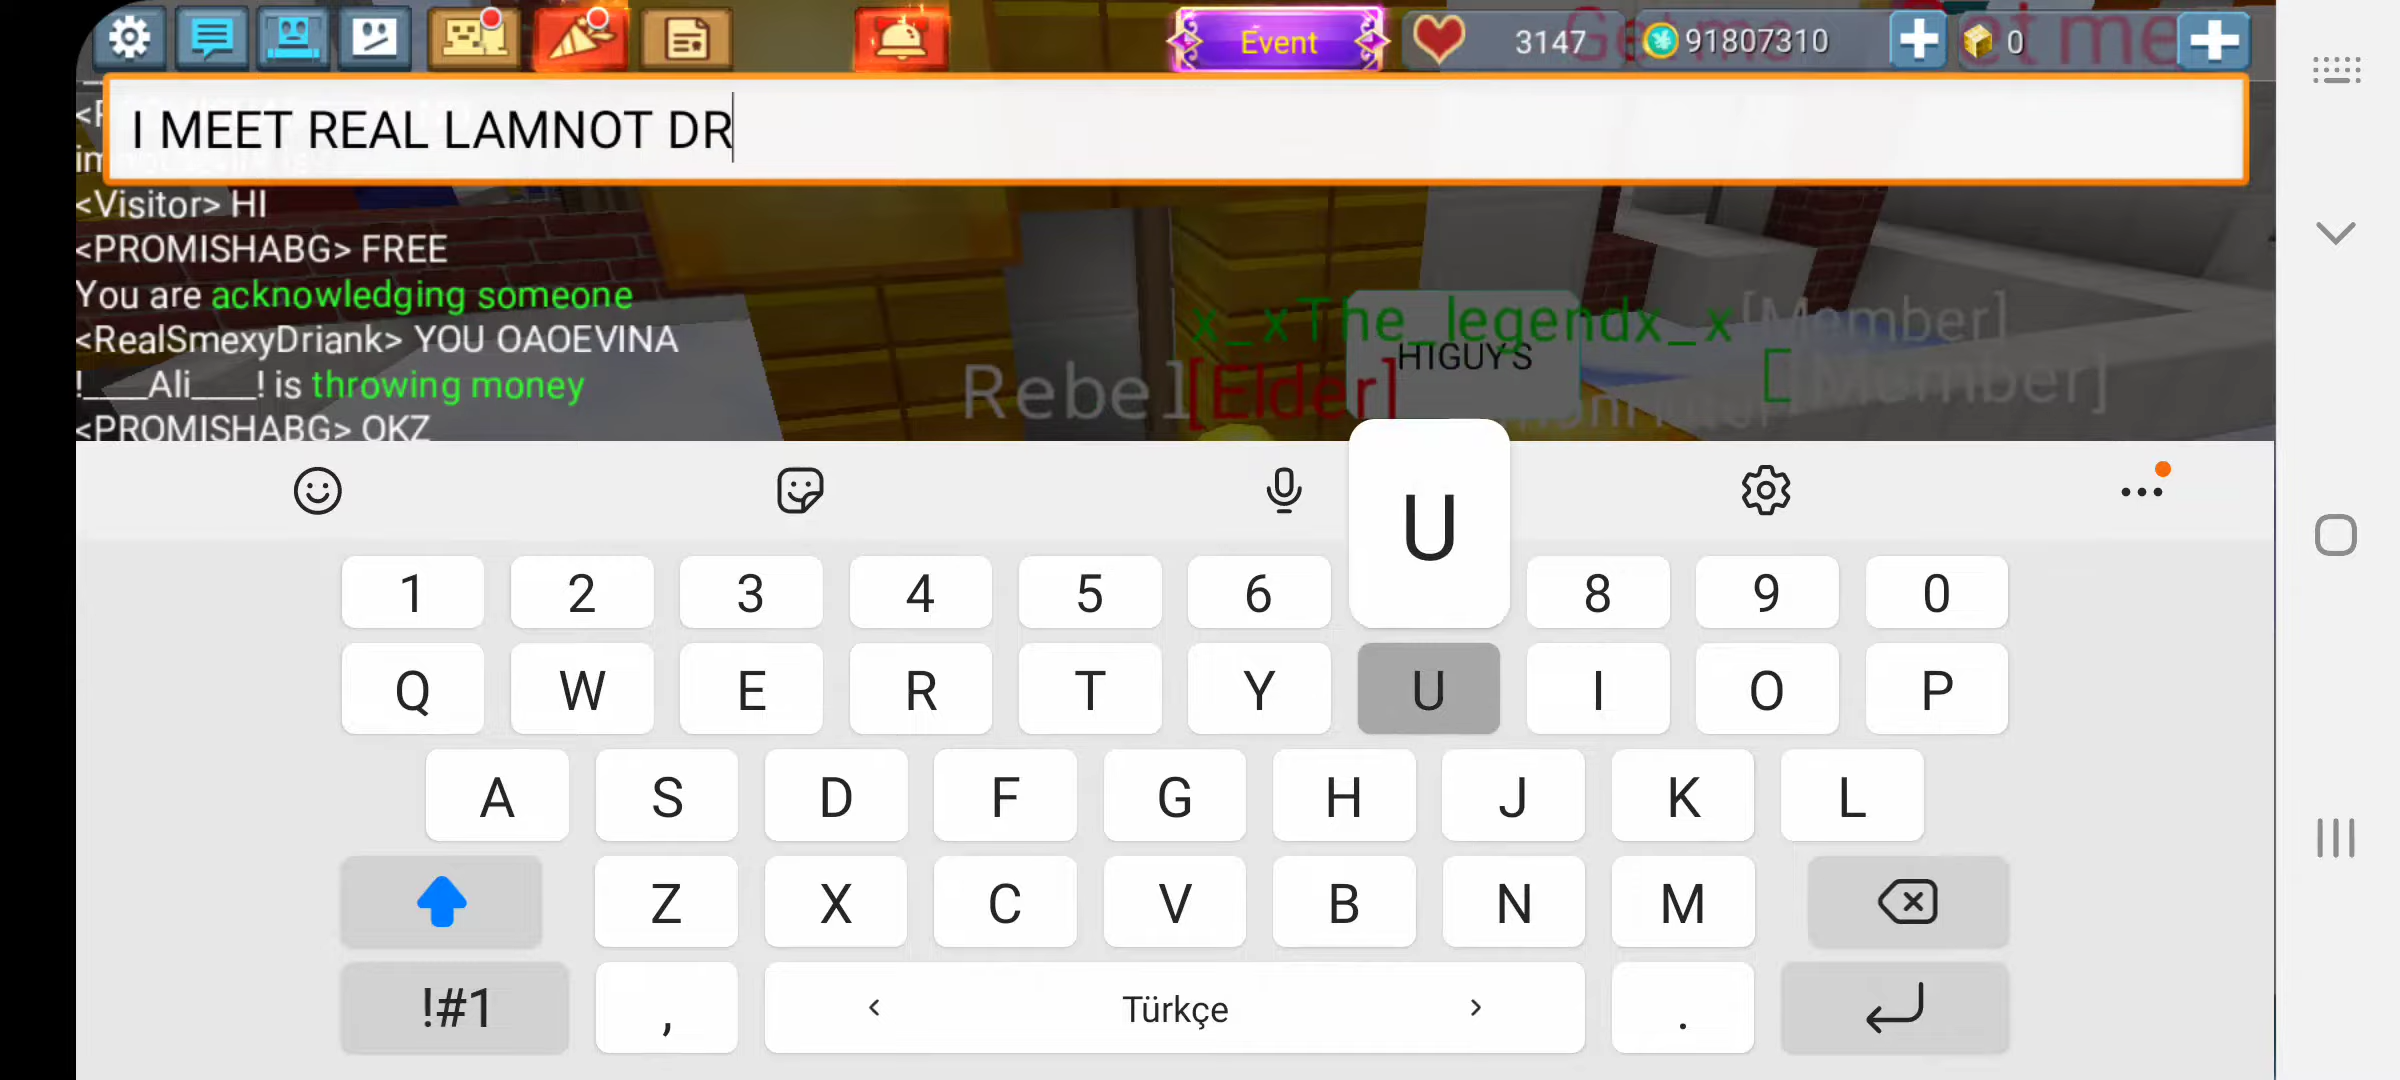 Event 3147 91807310 0
I MEET REAL LAMNOT DR
<Visitor> HI
<PROMISHABG> FREE
You are acknowledging someone
<RealSmexyDriank> YOU OAOEVINA
!____Ali____! is throwing money
<PROMISHABG> OKZ
x_xThe_legendx_x[Member]
HIGUYS
Rebel[Elder] [[Member]
U
1 2 3 4 5 6 8 9 0
Q W E R T Y U I O P
A S D F G H J K L
Z X C V B N M
!#1 , < Türkçe > .